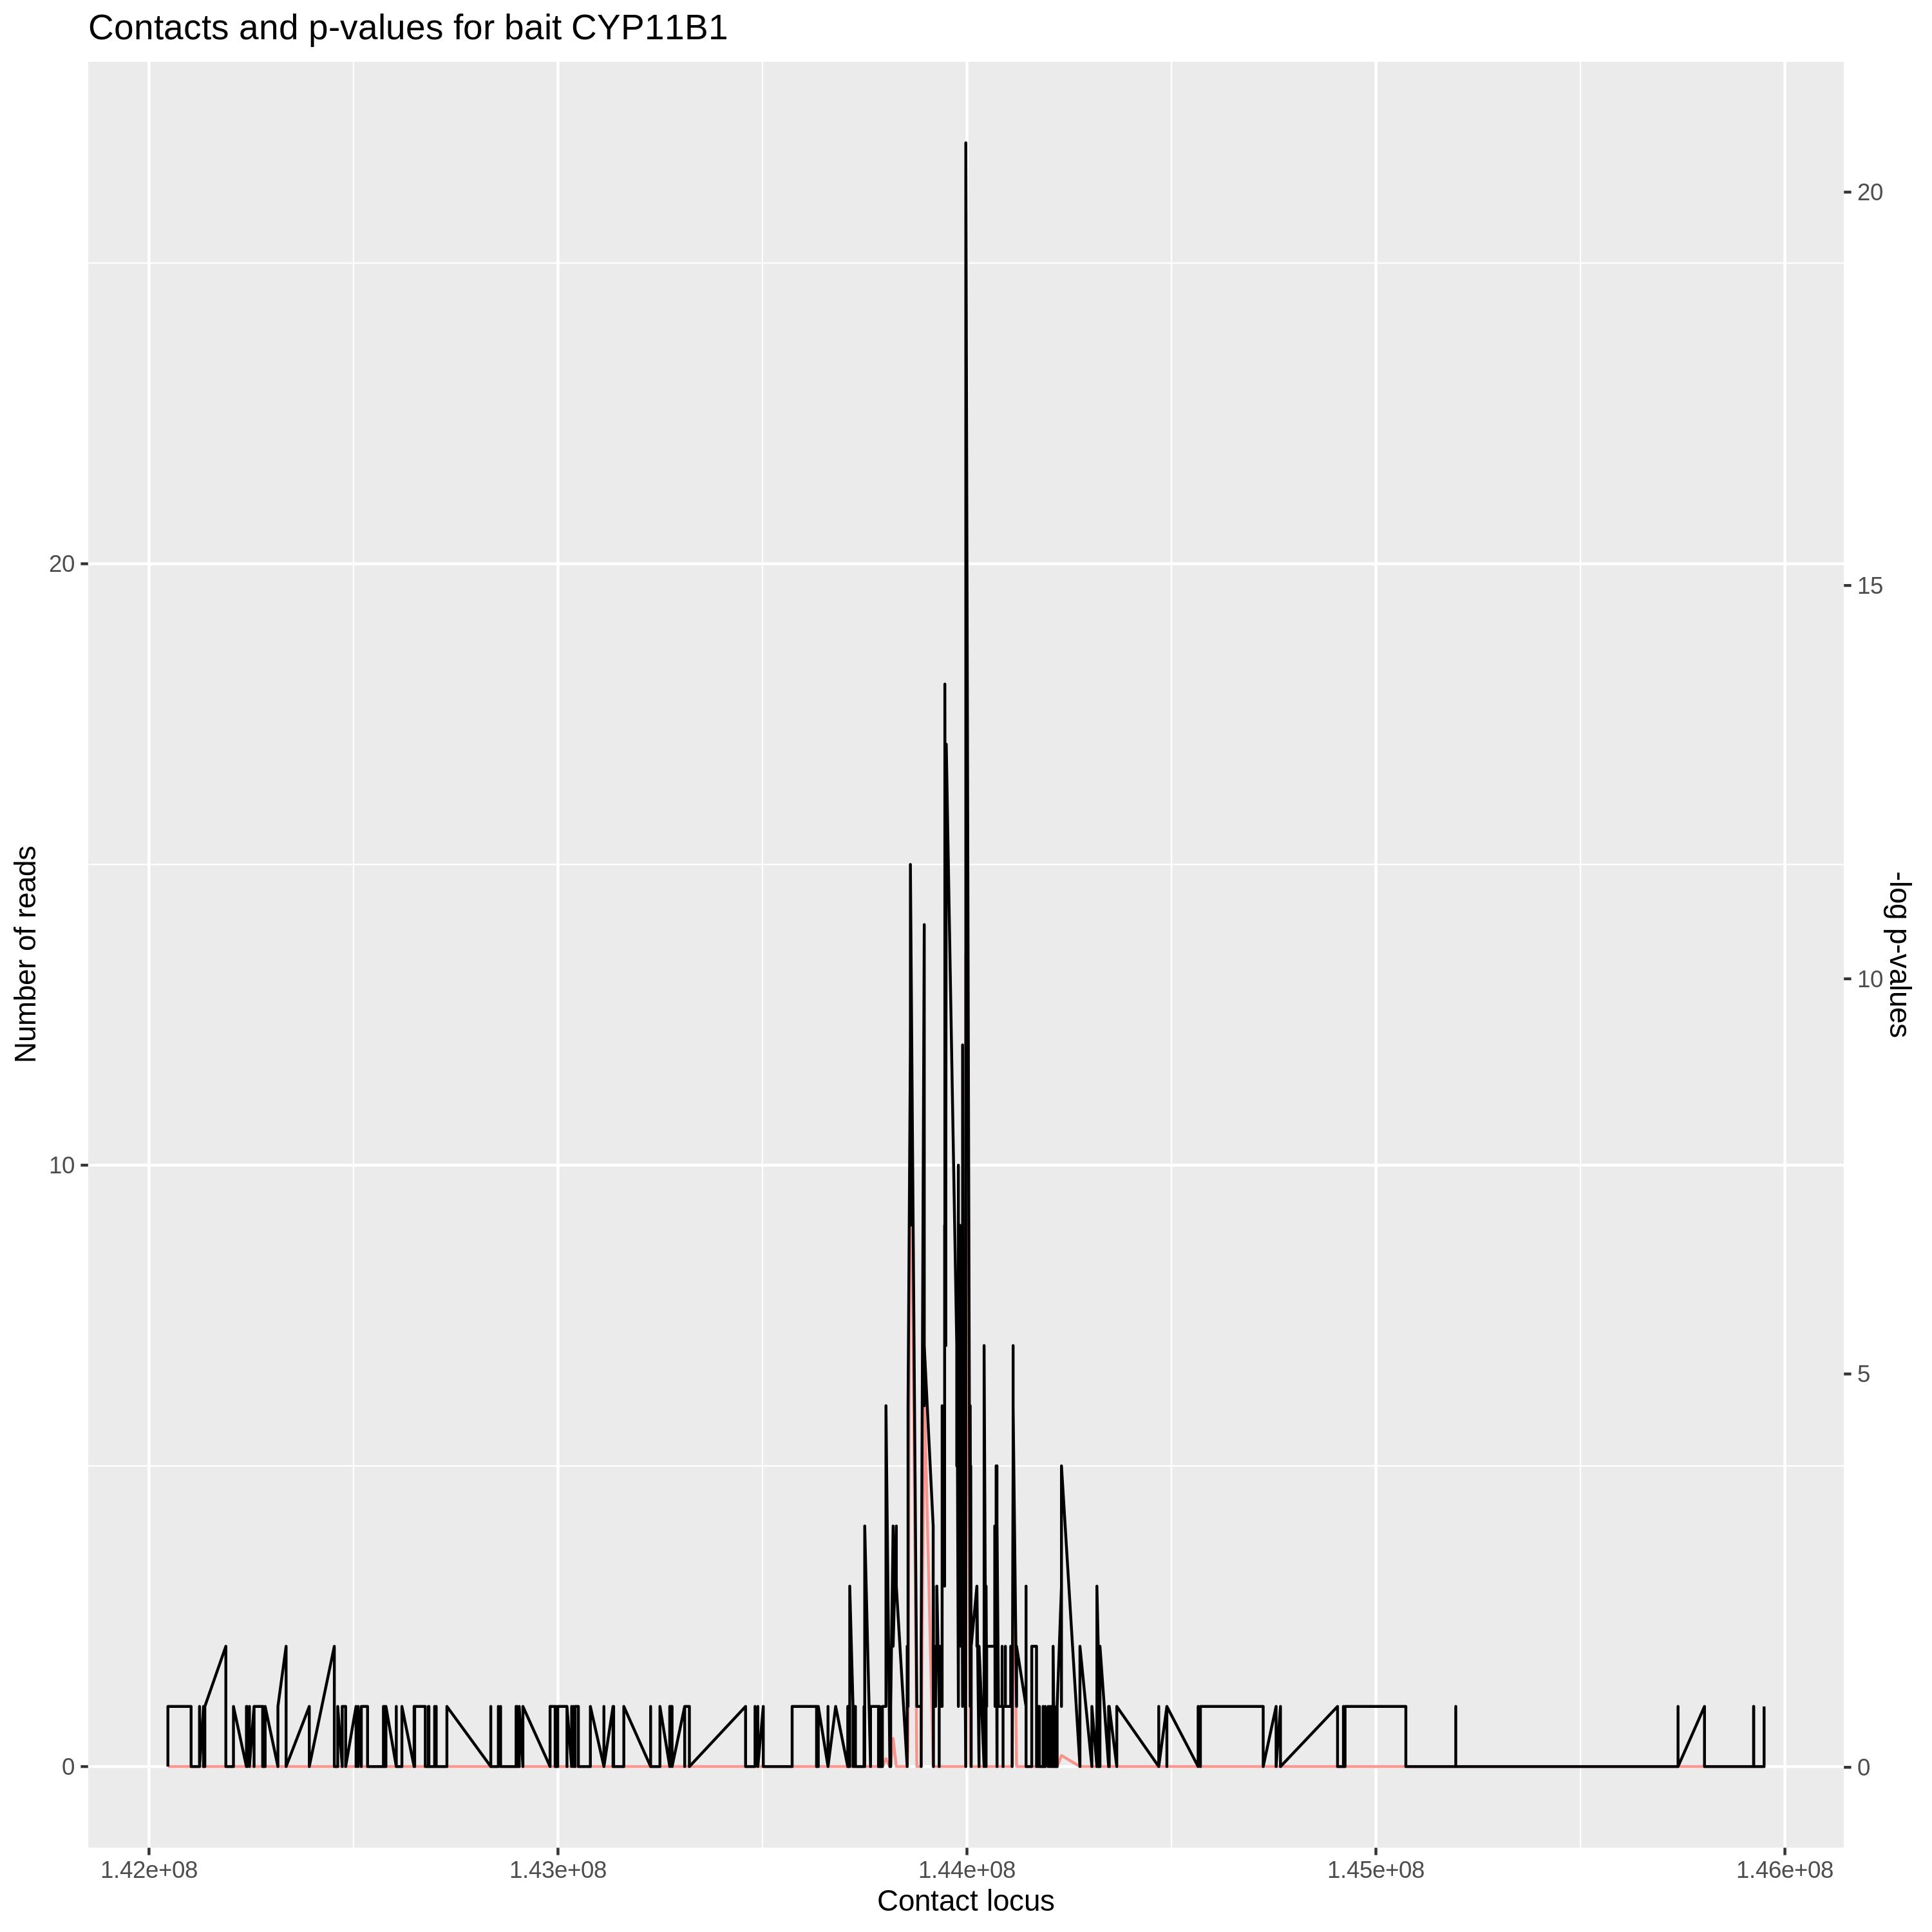 Contacts and p-values for bait CYP11B1
20
10
0
Number of reads
20
15
10
5
0
-log p-values
1.42e+08
1.43e+08
1.44e+08
1.45e+08
1.46e+08
Contact locus